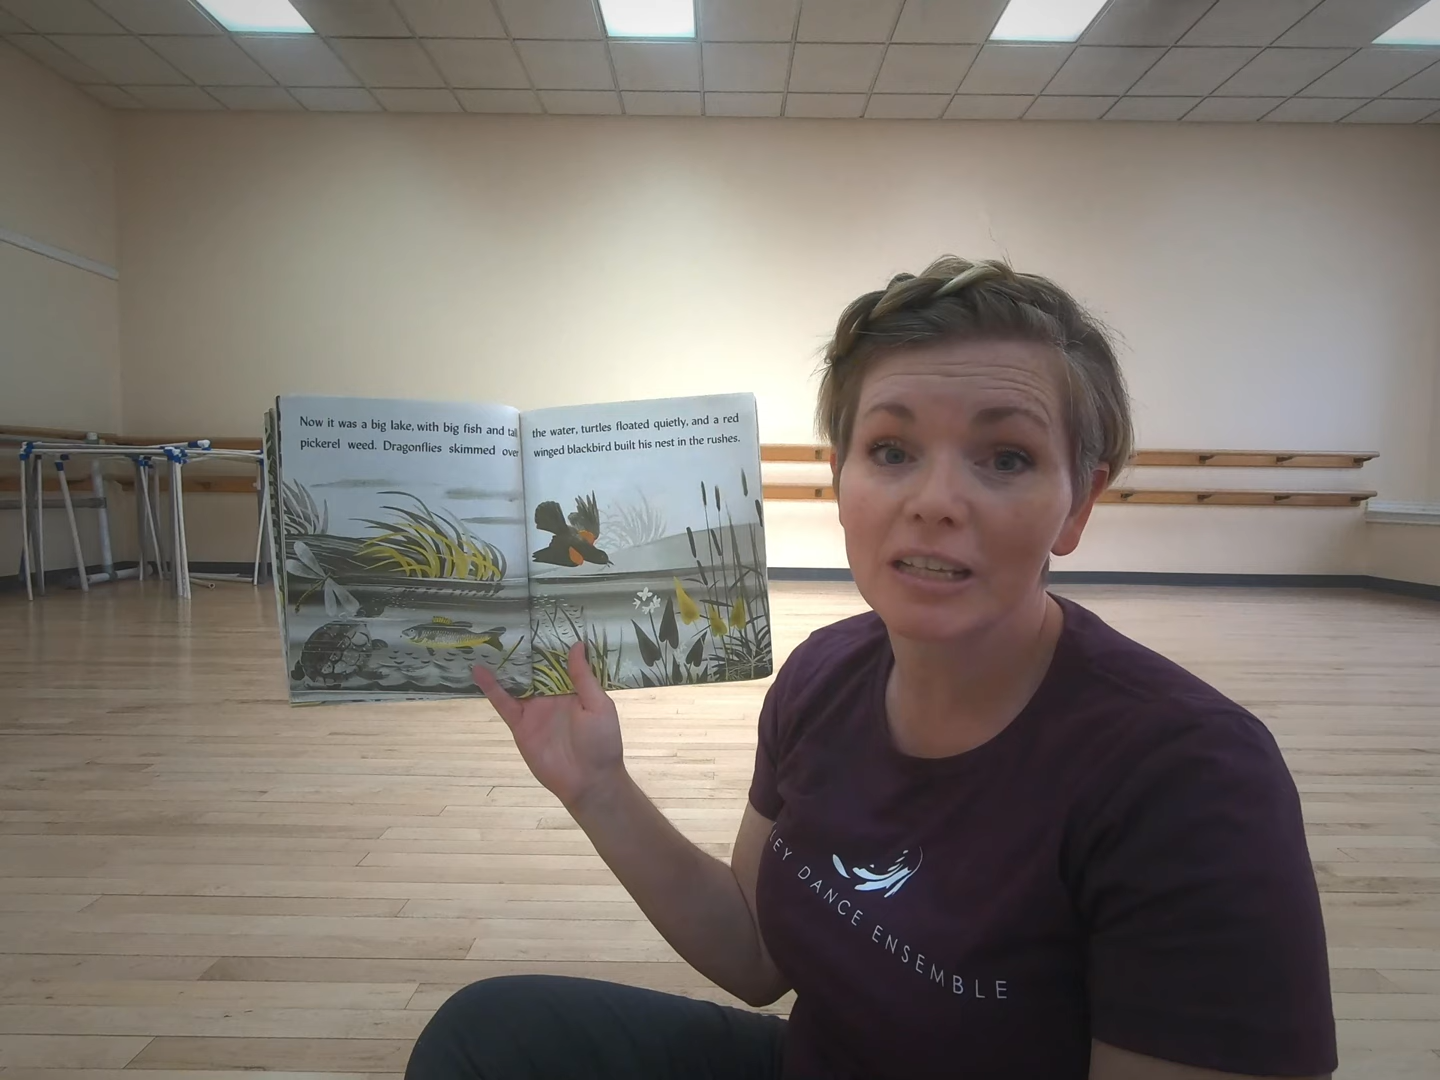 Now it was a big lake, with big fish and tall
pickerel weed. Dragonflies skimmed over
the water, turtles floated quietly, and a red
winged blackbird built his nest in the rushes.
LEY DANCE ENSEMBLE